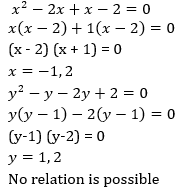 x² − 2x + x − 2 = 0
x(x − 2) + 1(x − 2) = 0
(x - 2) (x + 1) = 0
x = −1, 2
y² − y − 2y + 2 = 0
y(y − 1) − 2(y − 1) = 0
(y-1) (y-2) = 0
y = 1, 2
No relation is possible